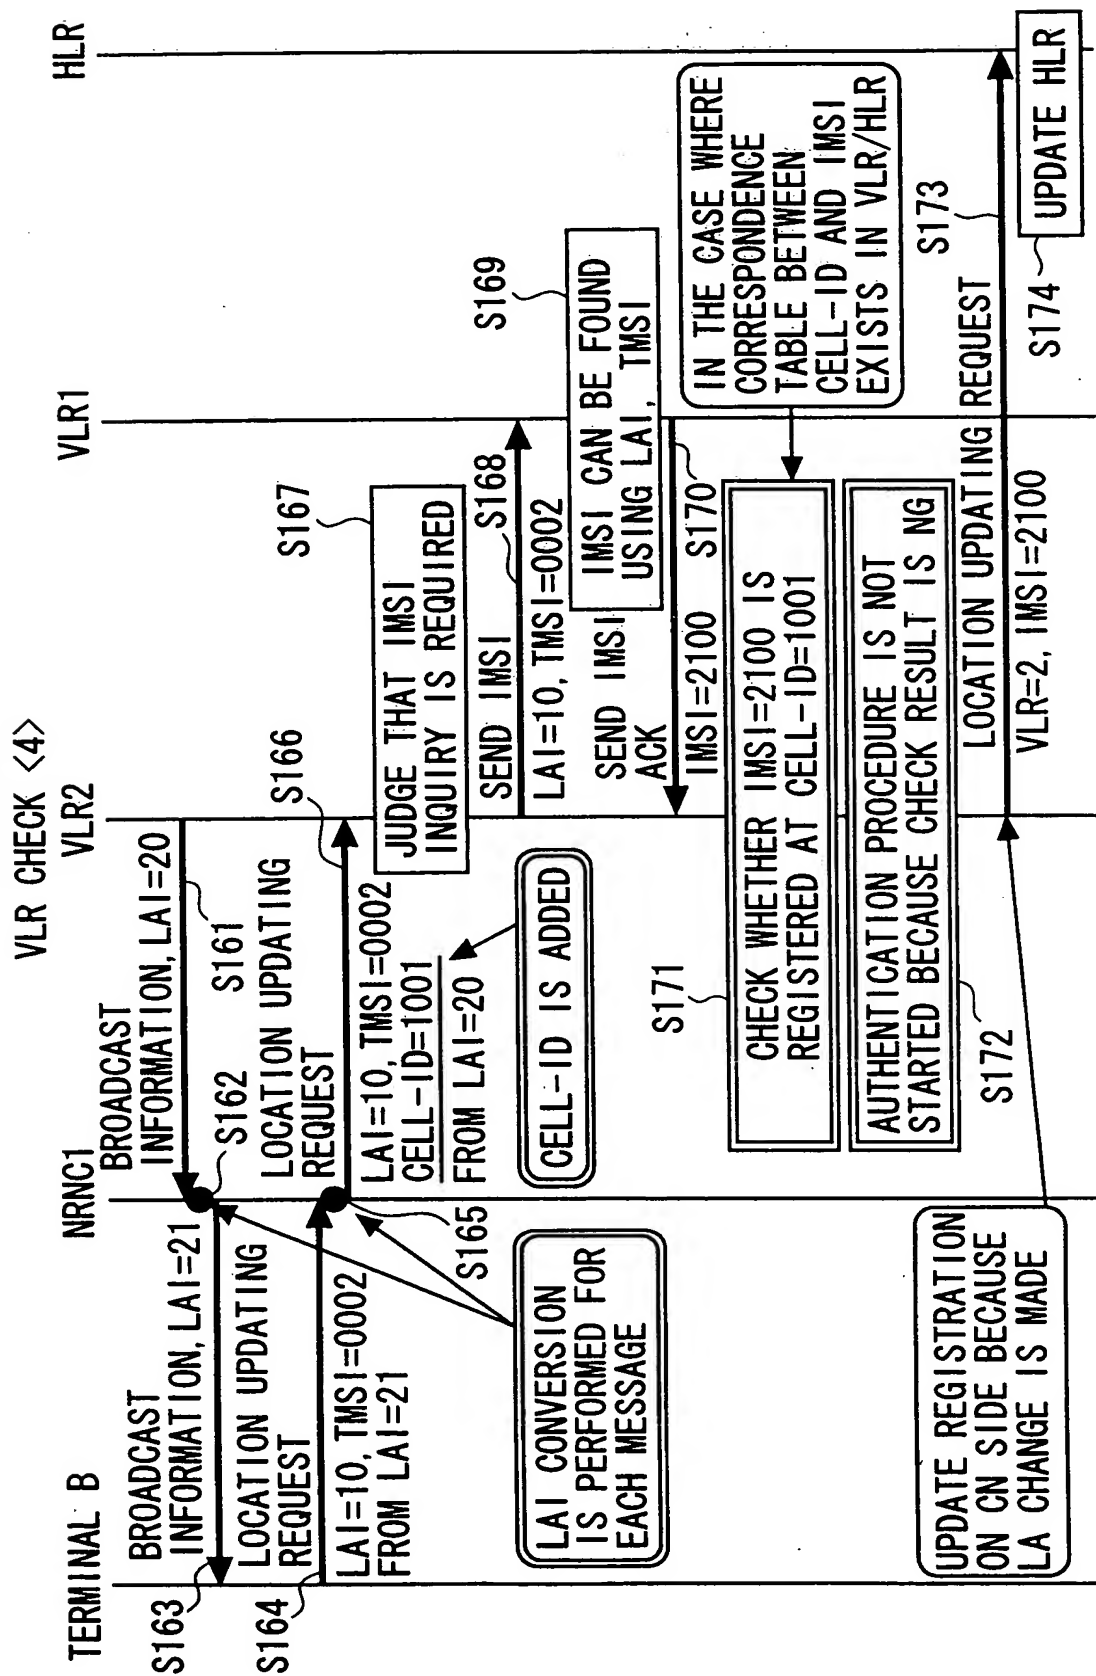 VLR CHECK <4>
TERMINAL B
NRNC1
VLR2
VLR1
HLR
BROADCAST
INFORMATION, LAI=20
S161
S162
BROADCAST
INFORMATION, LAI=21
S163
LOCATION UPDATING
REQUEST
S164
LAI=10, TMSI=0002
FROM LAI=21
S165
LOCATION UPDATING
REQUEST
S166
LAI=10, TMSI=0002
CELL-ID=1001
FROM LAI=20
LAI CONVERSION
IS PERFORMED FOR
EACH MESSAGE
CELL-ID IS ADDED
S167
JUDGE THAT IMSI
INQUIRY IS REQUIRED
SEND IMSI
S168
LAI=10, TMSI=0002
S169
IMSI CAN BE FOUND
USING LAI, TMSI
SEND IMSI
ACK
S170
IMSI=2100
IN THE CASE WHERE
CORRESPONDENCE
TABLE BETWEEN
CELL-ID AND IMSI
EXISTS IN VLR/HLR
S171
CHECK WHETHER IMSI=2100 IS
REGISTERED AT CELL-ID=1001
AUTHENTICATION PROCEDURE IS NOT
STARTED BECAUSE CHECK RESULT IS NG
S172
UPDATE REGISTRATION
ON CN SIDE BECAUSE
LA CHANGE IS MADE
LOCATION UPDATING REQUEST
S173
VLR=2, IMSI=2100
S174
UPDATE HLR